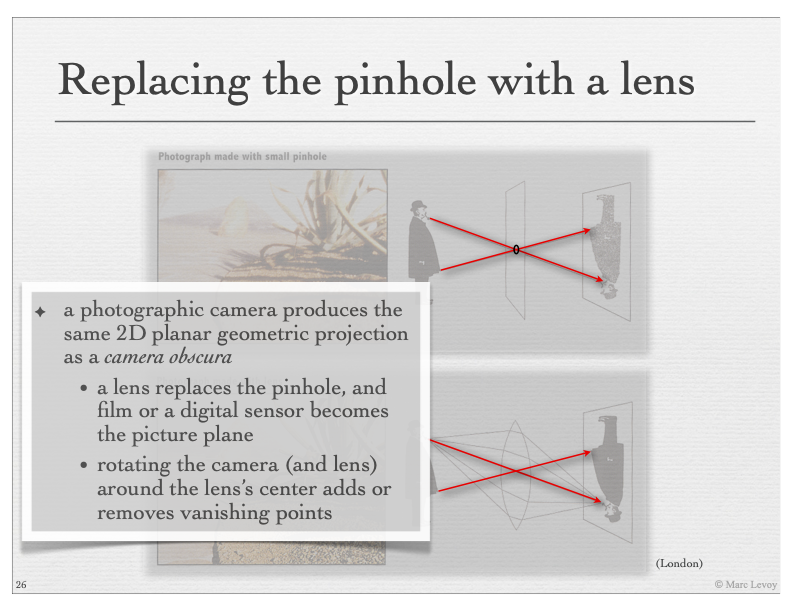 Replacing the pinhole with a lens
Photograph made with small pinhole
✦ a photographic camera produces the
same 2D planar geometric projection
as a camera obscura
• a lens replaces the pinhole, and
film or a digital sensor becomes
the picture plane
• rotating the camera (and lens)
around the lens's center adds or
removes vanishing points
(London)
26
© Marc Levoy